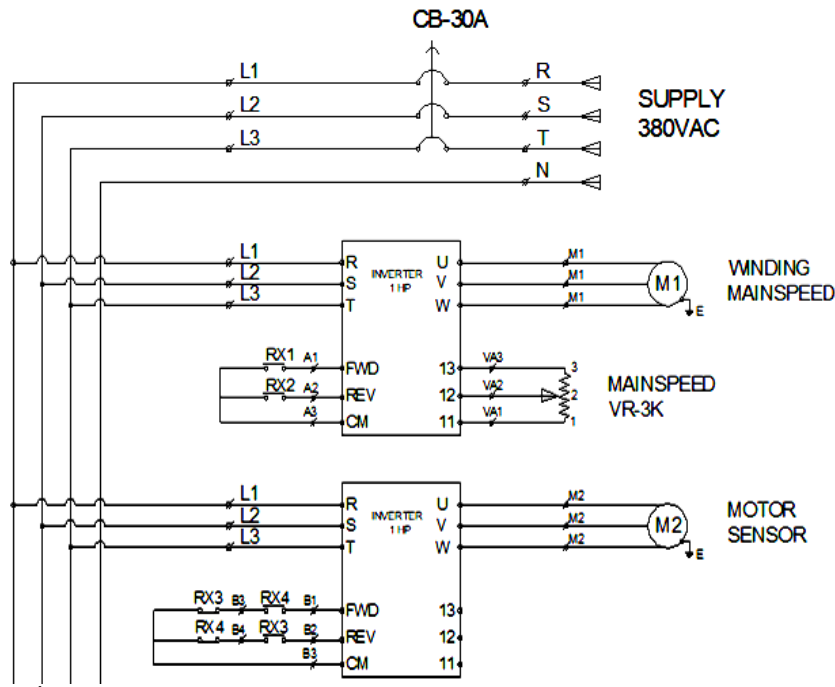 CB-30A
L1 R
L2 S
L3 T
N
SUPPLY
380VAC
L1 R U M1
L2 S V M1
L3 T W M1
INVERTER
1 HP
M1
E
WINDING
MAINSPEED
RX1 A1 FWD 13 VA3 3
RX2 A2 REV 12 VA2 2
A3 CM 11 VA1 1
MAINSPEED
VR-3K
L1 R U M2
L2 S V M2
L3 T W M2
INVERTER
1 HP
M2
E
MOTOR
SENSOR
RX3 B3 RX4 B1 FWD 13
RX4 B4 RX3 B2 REV 12
B3 CM 11